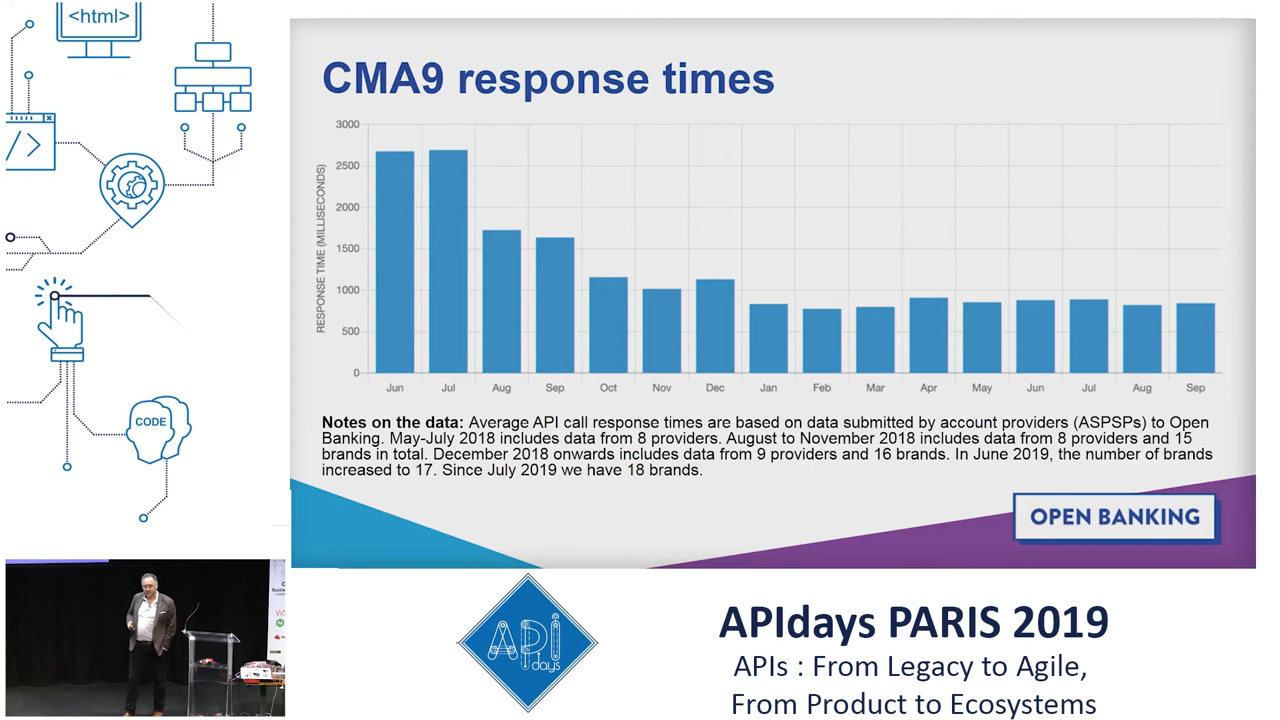 <html>
/>
CODE
CMA9 response times
RESPONSE TIME (MILLISECONDS)
3000
2500
2000
1500
1000
500
0
Jun Jul Aug Sep Oct Nov Dec Jan Feb Mar Apr May Jun Jul Aug Sep
Notes on the data: Average API call response times are based on data submitted by account providers (ASPSPs) to Open
Banking. May-July 2018 includes data from 8 providers. August to November 2018 includes data from 8 providers and 15
brands in total. December 2018 onwards includes data from 9 providers and 16 brands. In June 2019, the number of brands
increased to 17. Since July 2019 we have 18 brands.
OPEN BANKING
API
days
APIdays PARIS 2019
APIs : From Legacy to Agile,
From Product to Ecosystems